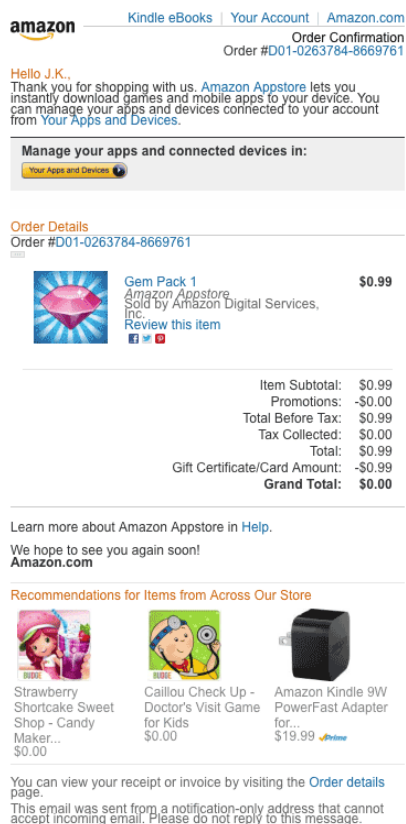 amazon
Kindle eBooks | Your Account | Amazon.com
Order Confirmation
Order #D01-0263784-8669761
Hello J.K.,
Thank you for shopping with us. Amazon Appstore lets you
instantly download games and mobile apps to your device. You
can manage your apps and devices connected to your account
from Your Apps and Devices.
Manage your apps and connected devices in:
Your Apps and Devices
Order Details
Order #D01-0263784-8669761
Gem Pack 1 $0.99
Amazon Appstore
Sold by Amazon Digital Services,
Inc.
Review this item
Item Subtotal: $0.99
Promotions: -$0.00
Total Before Tax: $0.99
Tax Collected: $0.00
Total: $0.99
Gift Certificate/Card Amount: -$0.99
Grand Total: $0.00
Learn more about Amazon Appstore in Help.
We hope to see you again soon!
Amazon.com
Recommendations for Items from Across Our Store
BUDGE BUDGE
Strawberry Caillou Check Up - Amazon Kindle 9W
Shortcake Sweet Doctor's Visit Game PowerFast Adapter
Shop - Candy for Kids for...
Maker... $0.00 $19.99 Prime
$0.00
You can view your receipt or invoice by visiting the Order details
page.
This email was sent from a notification-only address that cannot
accept incoming email. Please do not reply to this message.